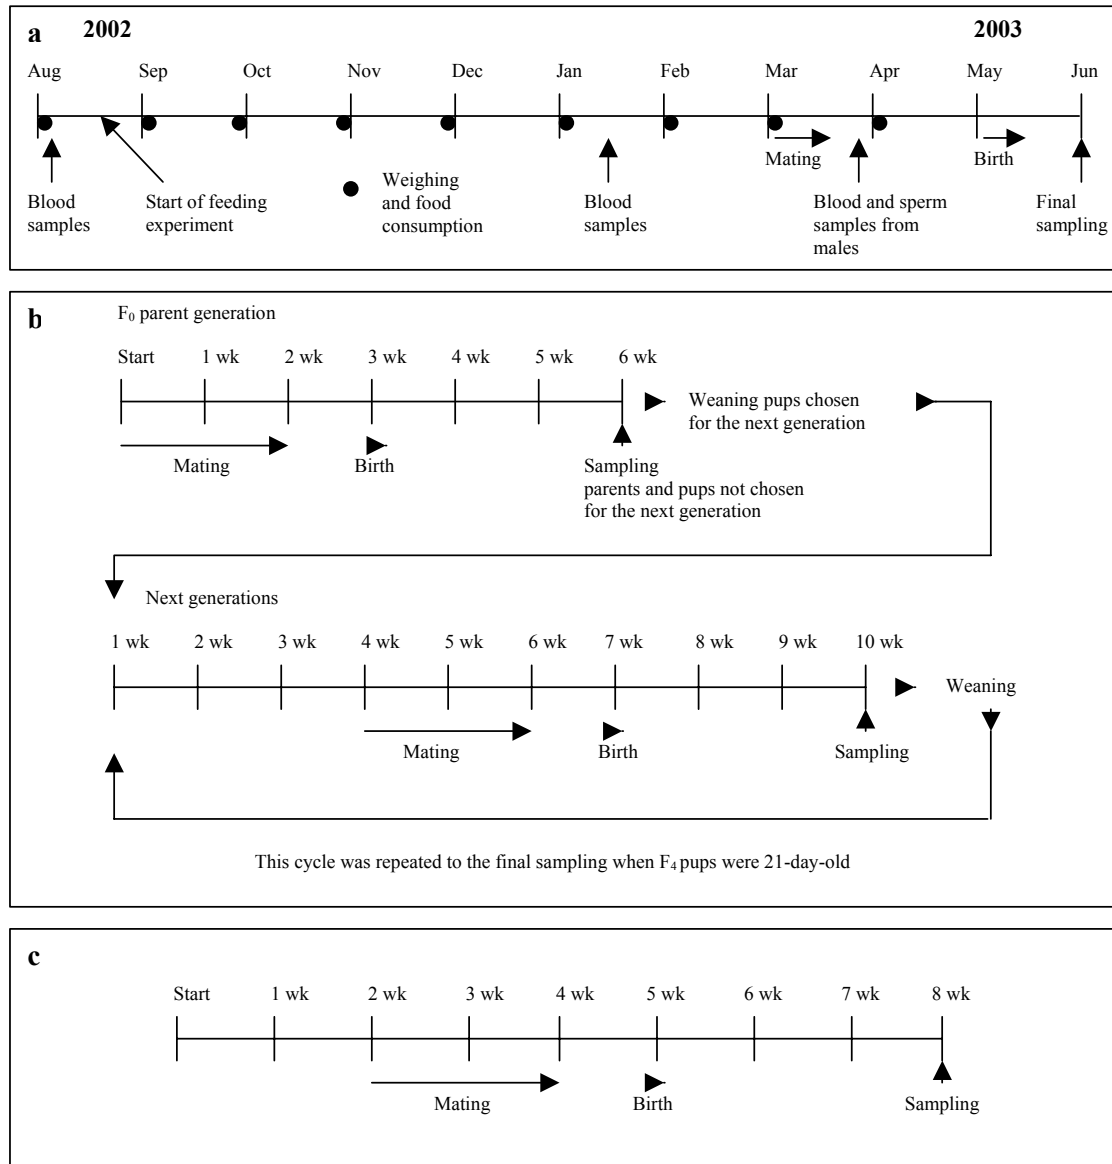 a
2002
2003
Aug Sep Oct Nov Dec Jan Feb Mar Apr May Jun
Mating
Birth
Blood
samples
Start of feeding
experiment
Weighing
and food
consumption
Blood
samples
Blood and sperm
samples from
males
Final
sampling
b
F₀ parent generation
Start 1 wk 2 wk 3 wk 4 wk 5 wk 6 wk
Weaning pups chosen
for the next generation
Mating
Birth
Sampling
parents and pups not chosen
for the next generation
Next generations
1 wk 2 wk 3 wk 4 wk 5 wk 6 wk 7 wk 8 wk 9 wk 10 wk
Weaning
Mating
Birth
Sampling
This cycle was repeated to the final sampling when F₄ pups were 21-day-old
c
Start 1 wk 2 wk 3 wk 4 wk 5 wk 6 wk 7 wk 8 wk
Mating
Birth
Sampling